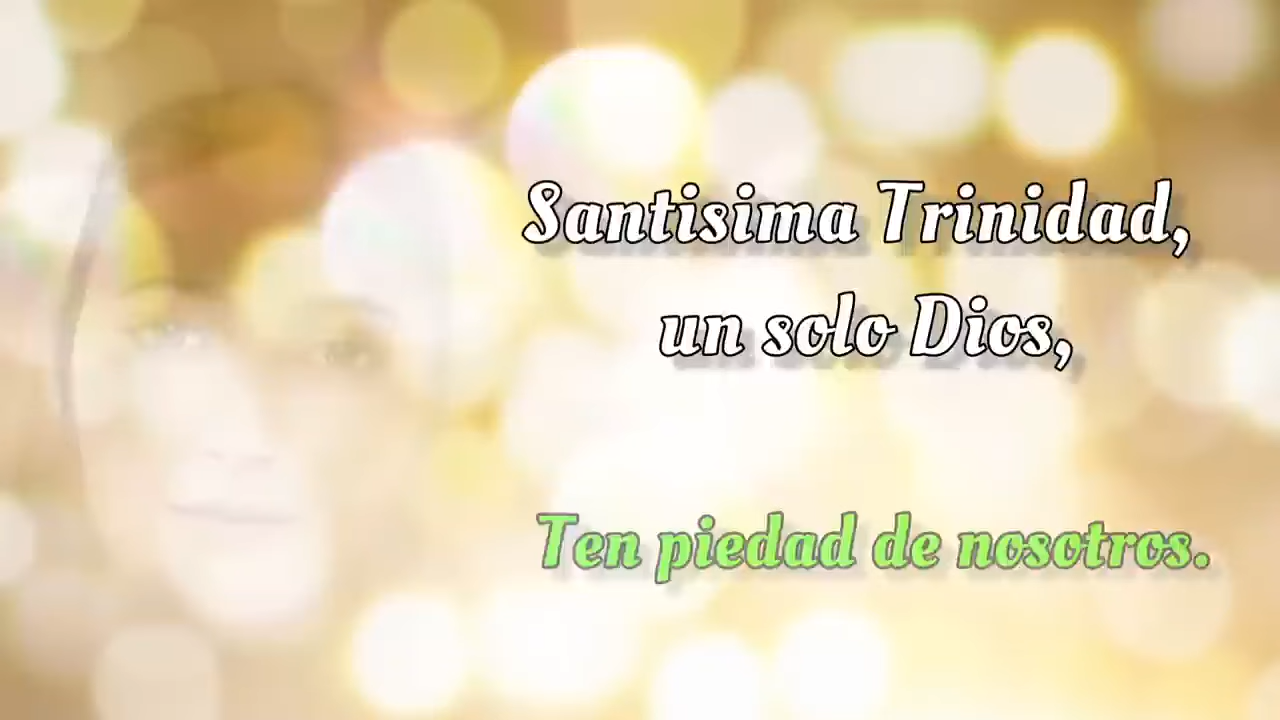 Santisima Trinidad,
un solo Dios,
Ten piedad de nosotros.